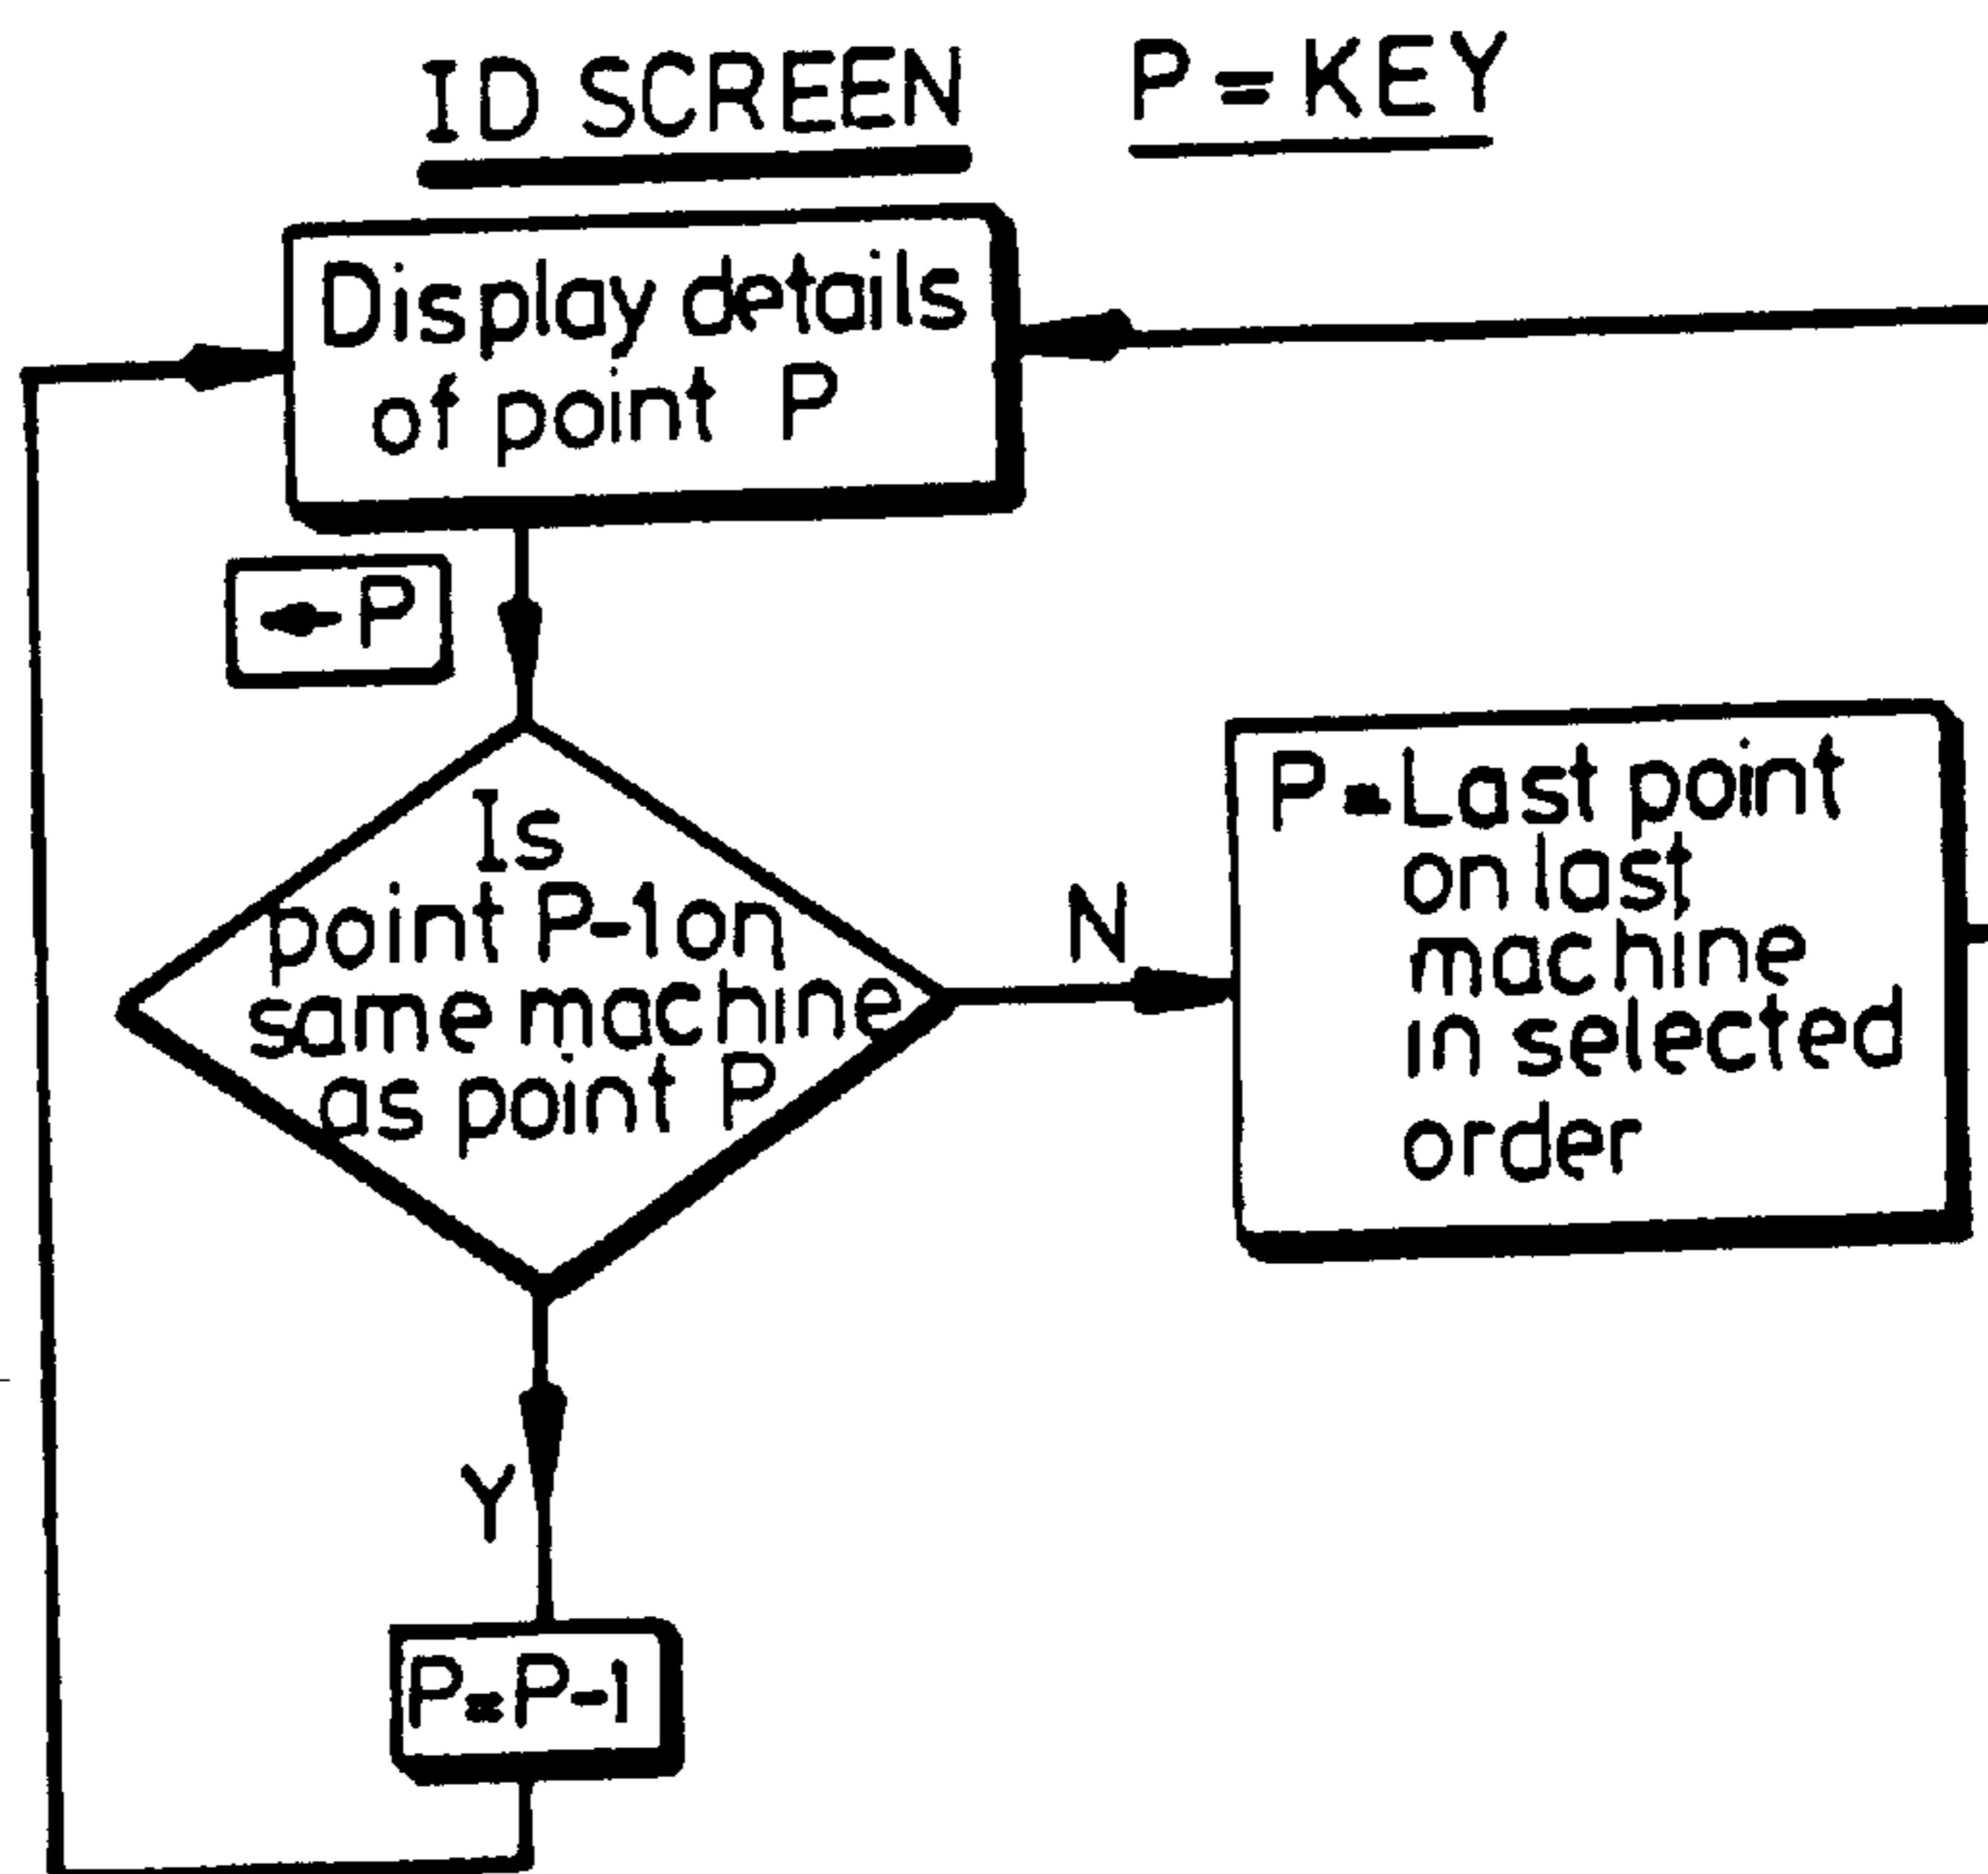 ID SCREEN P=KEY
Display details
of point P
P
Is
point P-1 on
same machine
as point P
N
P=Last point
on last
machine
in selected
order
Y
P=P-1